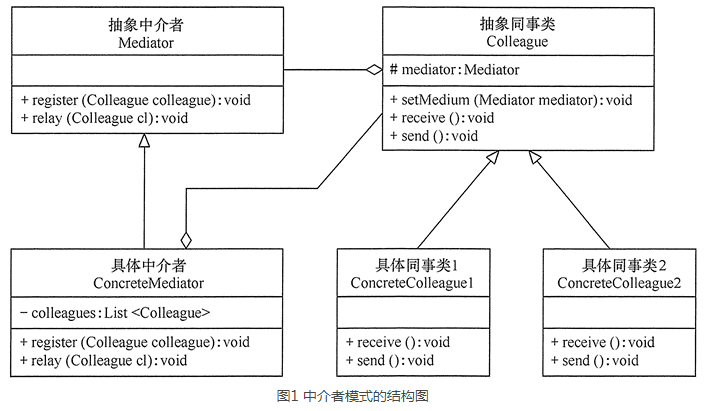 抽象中介者
Mediator
+ register (Colleague colleague): void
+ relay (Colleague cl): void
抽象同事类
Colleague
# mediator: Mediator
+ setMedium (Mediator mediator): void
+ receive (): void
+ send (): void
具体中介者
ConcreteMediator
− colleagues: List <Colleague>
+ register (Colleague colleague): void
+ relay (Colleague cl): void
具体同事类1
ConcreteColleague1
+ receive (): void
+ send (): void
具体同事类2
ConcreteColleague2
+ receive (): void
+ send (): void
图1 中介者模式的结构图